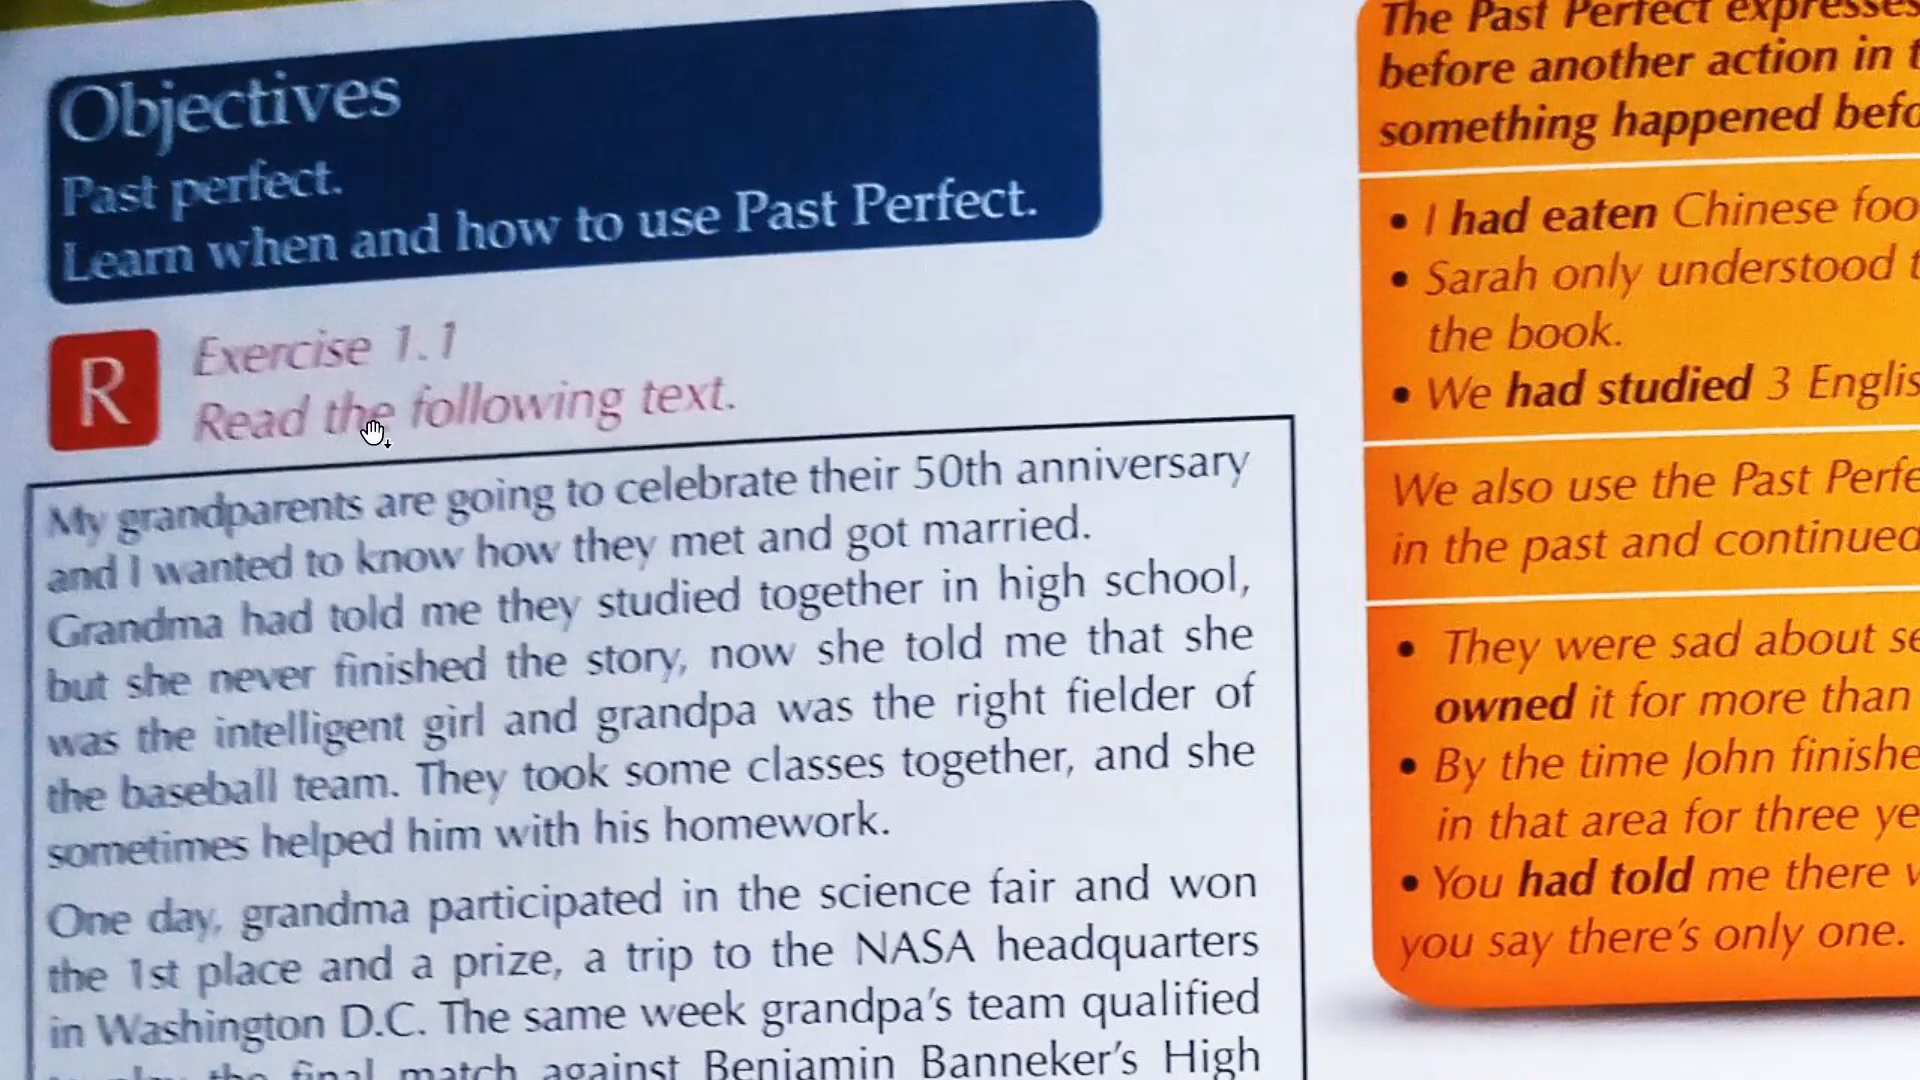 Objectives
Past perfect.
Learn when and how to use Past Perfect.
R
Exercise 1.1
Read the following text.
My grandparents are going to celebrate their 50th anniversary
and I wanted to know how they met and got married.
Grandma had told me they studied together in high school,
but she never finished the story, now she told me that she
was the intelligent girl and grandpa was the right fielder of
the baseball team. They took some classes together, and she
sometimes helped him with his homework.
One day, grandma participated in the science fair and won
the 1st place and a prize, a trip to the NASA headquarters
in Washington D.C. The same week grandpa's team qualified
the final match against Benjamin Banneker's High
The Past Perfect expresses
before another action in
something happened
• I had eaten Chinese
• Sarah only understood
the book.
• We had studied 3
We also use the Past
in the past and continued
• They were sad about
owned it for more than
• By the time John
in that area for three
• You had told me there
you say there's only one.